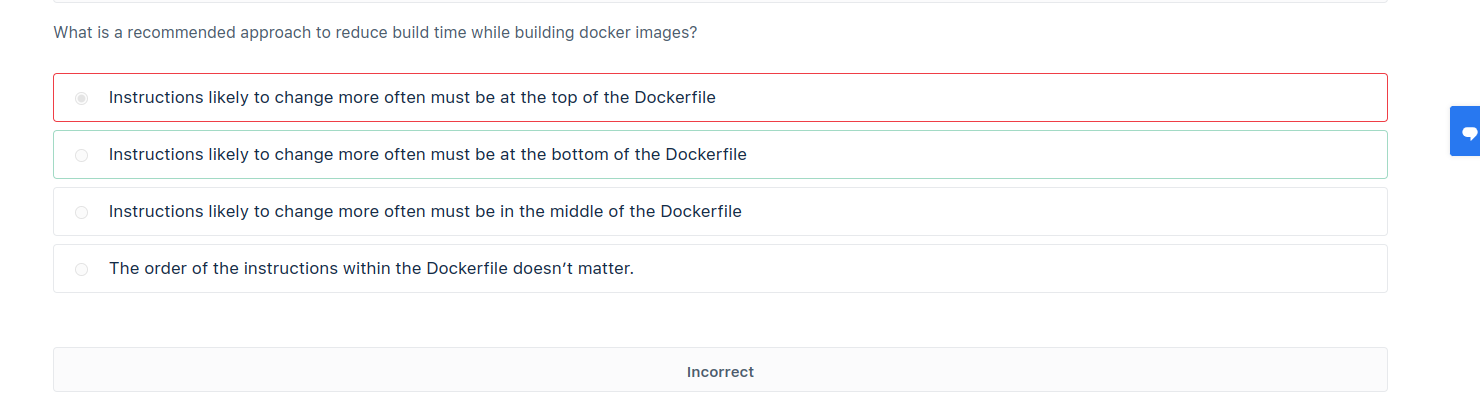 What is a recommended approach to reduce build time while building docker images?
Instructions likely to change more often must be at the top of the Dockerfile
Instructions likely to change more often must be at the bottom of the Dockerfile
Instructions likely to change more often must be in the middle of the Dockerfile
The order of the instructions within the Dockerfile doesn’t matter.
Incorrect